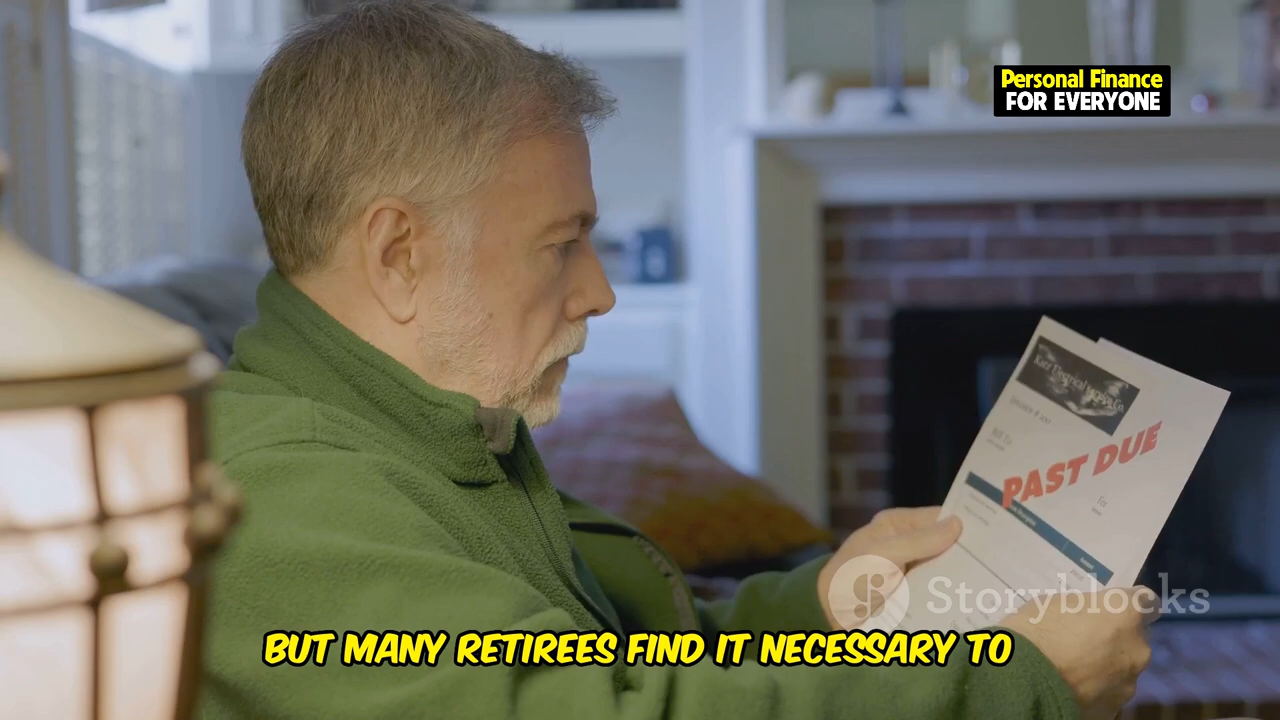 Personal Finance
FOR EVERYONE
PAST DUE
Storyblocks
BUT MANY RETIREES FIND IT NECESSARY TO